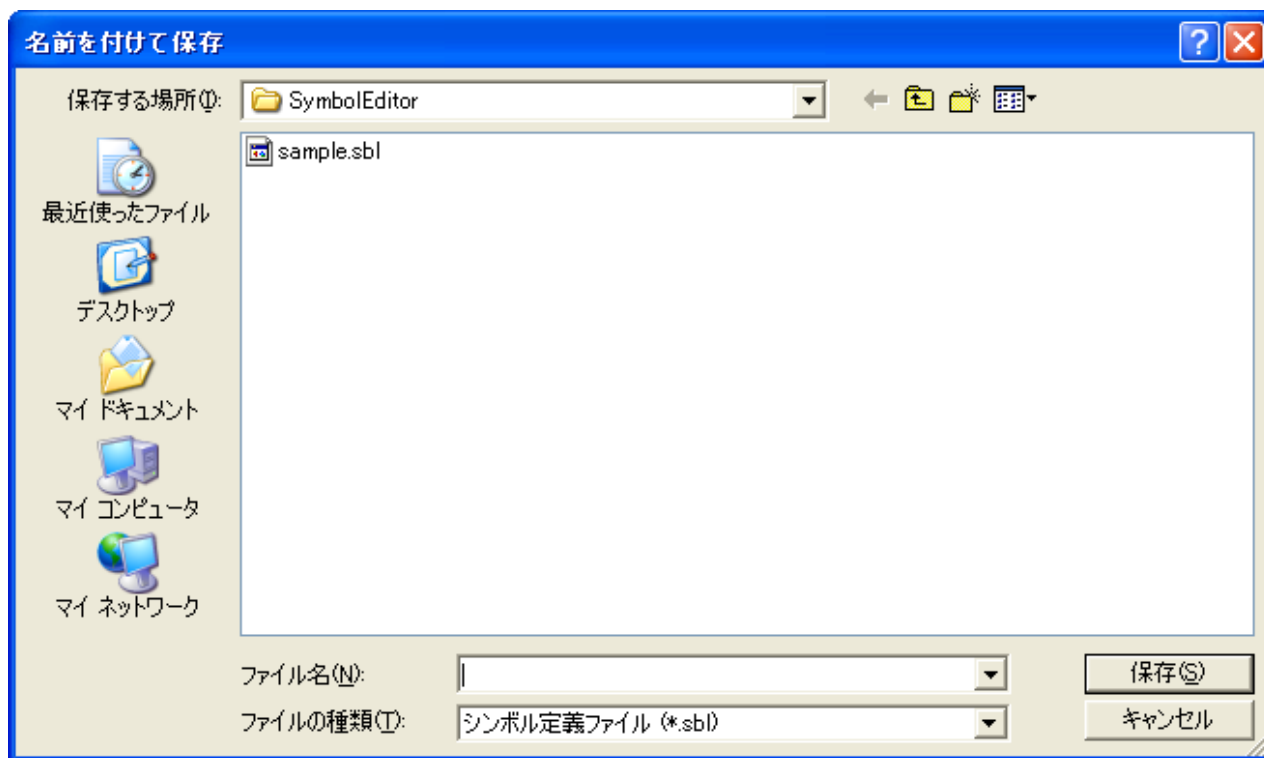 名前を付けて保存
保存する場所(I):
SymbolEditor
sample.sbl
最近使ったファイル
デスクトップ
マイ ドキュメント
マイ コンピュータ
マイ ネットワーク
ファイル名(N):
保存(S)
ファイルの種類(T):
シンボル定義ファイル (*.sbl)
キャンセル